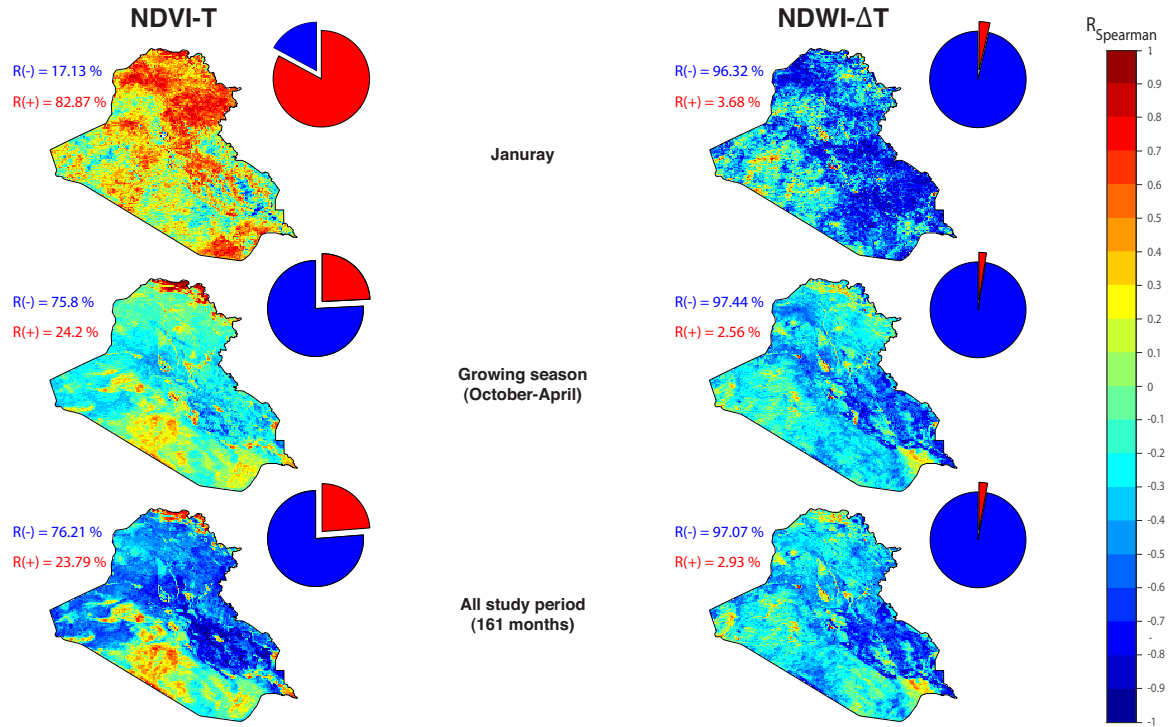 NDVI-T
NDWI-ΔT
R(-) = 17.13 %
R(+) = 82.87 %
Januray
R(-) = 96.32 %
R(+) = 3.68 %
R(-) = 75.8 %
R(+) = 24.2 %
Growing season
(October-April)
R(-) = 97.44 %
R(+) = 2.56 %
R(-) = 76.21 %
R(+) = 23.79 %
All study period
(161 months)
R(-) = 97.07 %
R(+) = 2.93 %
RSpearman
1
0.9
0.8
0.7
0.6
0.5
0.4
0.3
0.2
0.1
0
-0.1
-0.2
-0.3
-0.4
-0.5
-0.6
-0.7
-
-0.8
-0.9
-1